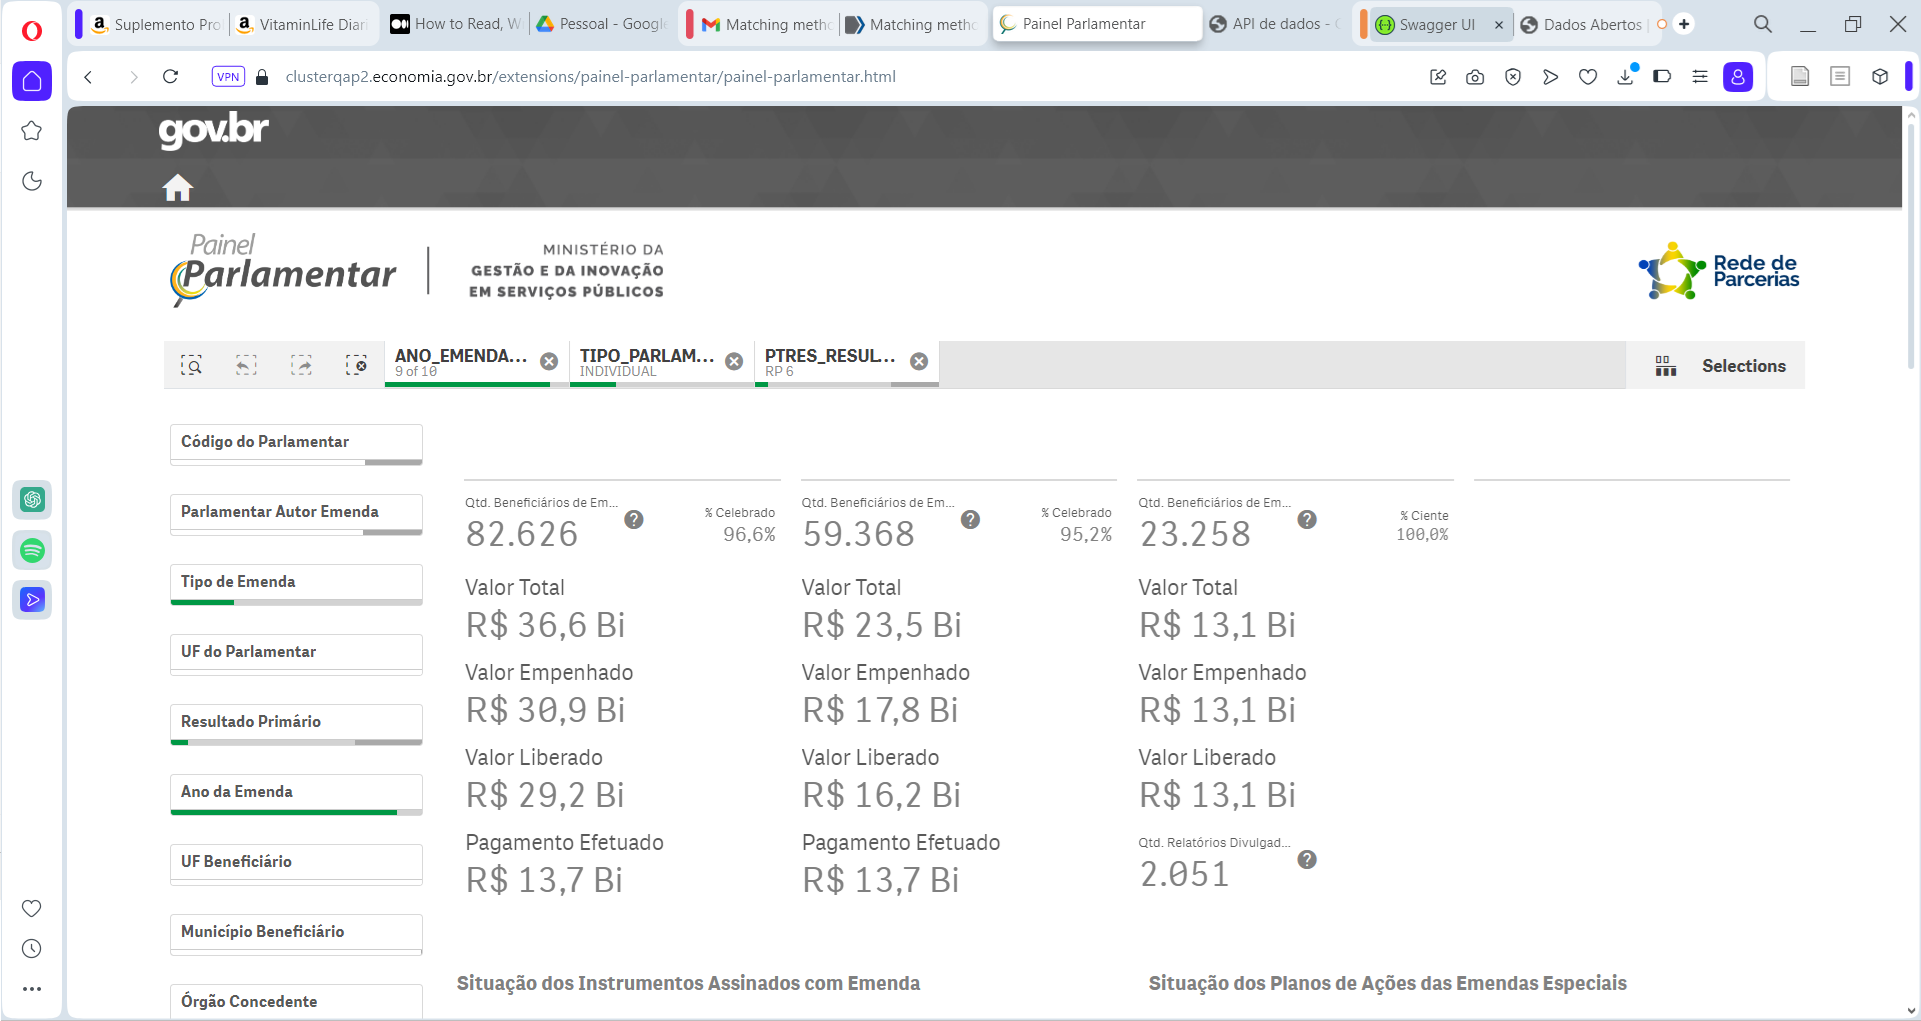 Suplemento Pro
VitaminLife Diari
How to Read, W
Pessoal - Google
Matching metho
Matching metho
Painel Parlamentar
API de dados - 
Swagger UI
Dados Abertos |
VPN
clusterqap2.economia.gov.br/extensions/painel-parlamentar/painel-parlamentar.html
gov.br
Painel
Parlamentar
MINISTÉRIO DA
GESTÃO E DA INOVAÇÃO
EM SERVIÇOS PÚBLICOS
Rede de
Parcerias
ANO_EMENDA...
9 of 10
TIPO_PARLAM...
INDIVIDUAL
PTRES_RESUL...
RP 6
Selections
Código do Parlamentar
Parlamentar Autor Emenda
Tipo de Emenda
UF do Parlamentar
Resultado Primário
Ano da Emenda
UF Beneficiário
Município Beneficiário
Órgão Concedente
Qtd. Beneficiários de Em...
82.626
% Celebrado
96,6%
Valor Total
R$ 36,6 Bi
Valor Empenhado
R$ 30,9 Bi
Valor Liberado
R$ 29,2 Bi
Pagamento Efetuado
R$ 13,7 Bi
Qtd. Beneficiários de Em...
59.368
% Celebrado
95,2%
Valor Total
R$ 23,5 Bi
Valor Empenhado
R$ 17,8 Bi
Valor Liberado
R$ 16,2 Bi
Pagamento Efetuado
R$ 13,7 Bi
Qtd. Beneficiários de Em...
23.258
% Ciente
100,0%
Valor Total
R$ 13,1 Bi
Valor Empenhado
R$ 13,1 Bi
Valor Liberado
R$ 13,1 Bi
Qtd. Relatórios Divulgad...
2.051
Situação dos Instrumentos Assinados com Emenda
Situação dos Planos de Ações das Emendas Especiais